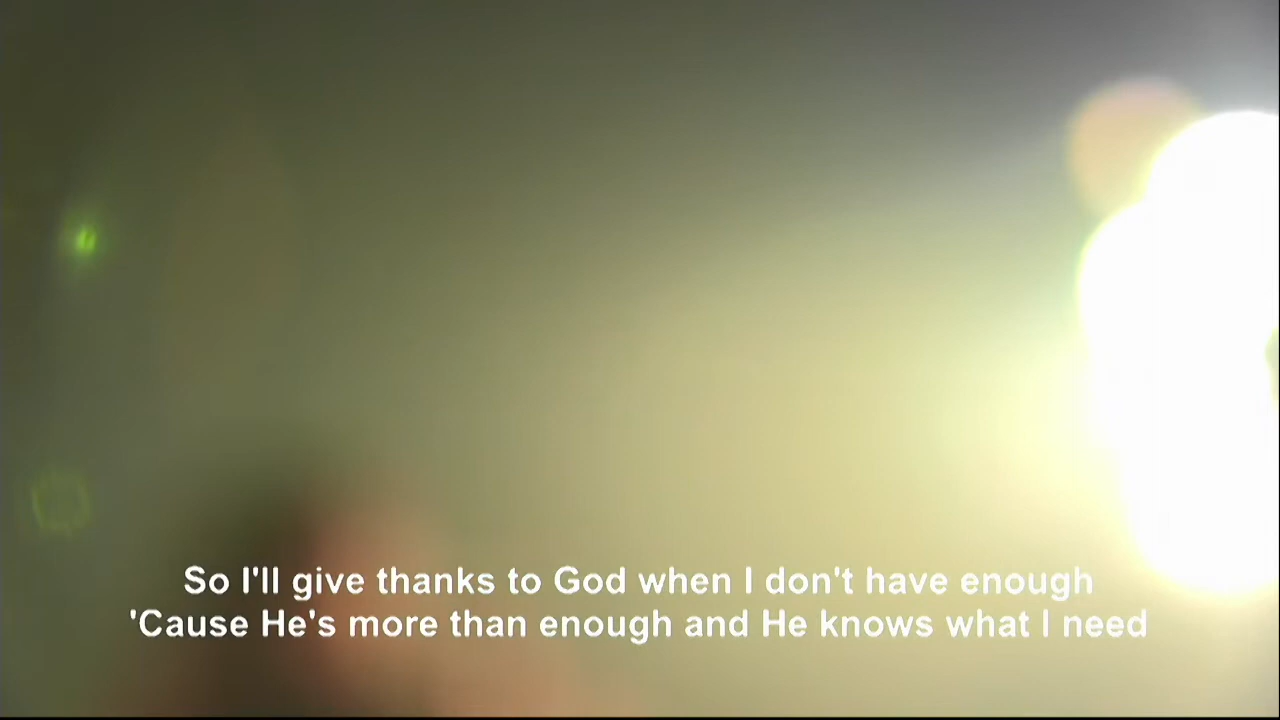 So I'll give thanks to God when I don't have enough
'Cause He's more than enough and He knows what I need